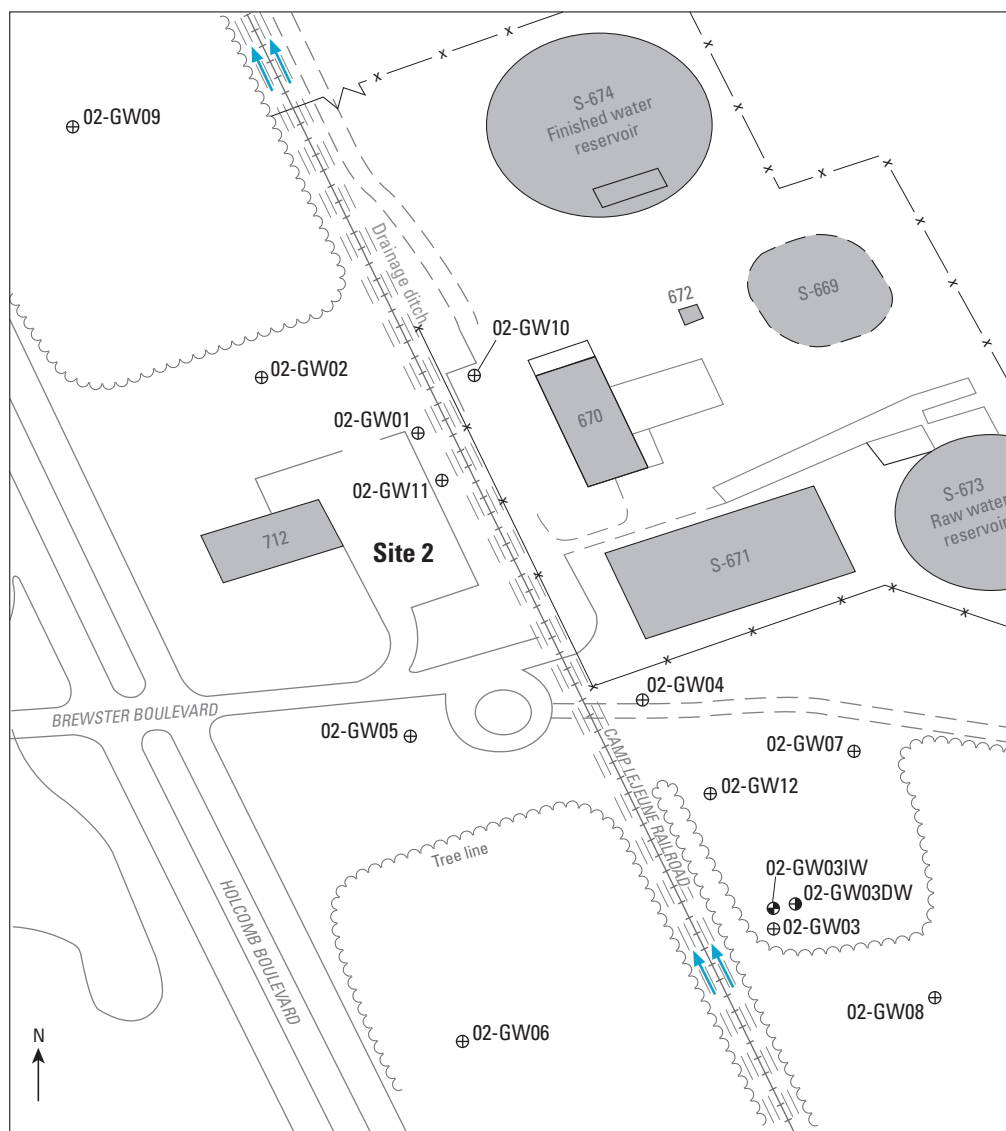 S-674
Finished water
reservoir
02-GW09
Drainage ditch
S-669
672
02-GW10
02-GW02
02-GW01
670
02-GW11
S-673
Raw water
reservoir
712
Site 2
S-671
02-GW04
BREWSTER BOULEVARD
02-GW05
02-GW07
CAMP LEJEUNE RAILROAD
02-GW12
Tree line
02-GW03IW
02-GW03DW
HOLCOMB BOULEVARD
02-GW03
02-GW08
02-GW06
N